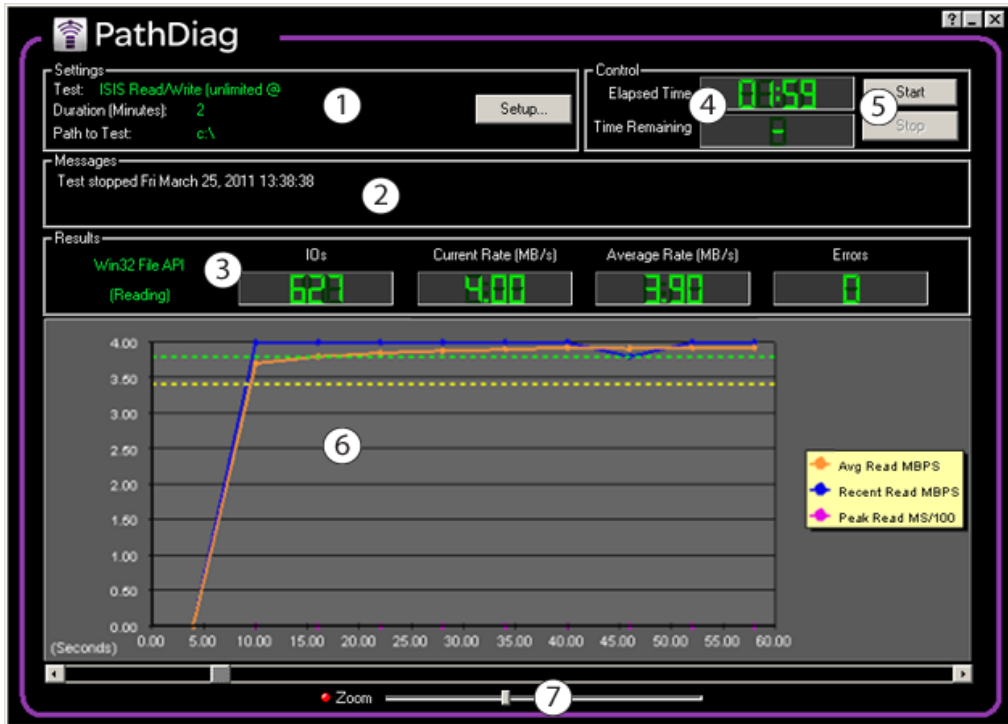 PathDiag
Settings
Test: ISIS Read/Write (unlimited @
Duration (Minutes): 2
Path to Test: c:\
Setup...
1
Control
Elapsed Time 01:59
Time Remaining -
4
5
Start
Stop
Messages
Test stopped Fri March 25, 2011 13:38:38
2
Results
Win32 File API
(Reading)
3
IOs
627
Current Rate (MB/s)
4.00
Average Rate (MB/s)
3.90
Errors
0
4.00
3.50
3.00
2.50
2.00
1.50
1.00
0.50
0.00
6
Avg Read MBPS
Recent Read MBPS
Peak Read MS/100
(Seconds) 0.00 5.00 10.00 15.00 20.00 25.00 30.00 35.00 40.00 45.00 50.00 55.00 60.00
Zoom
7